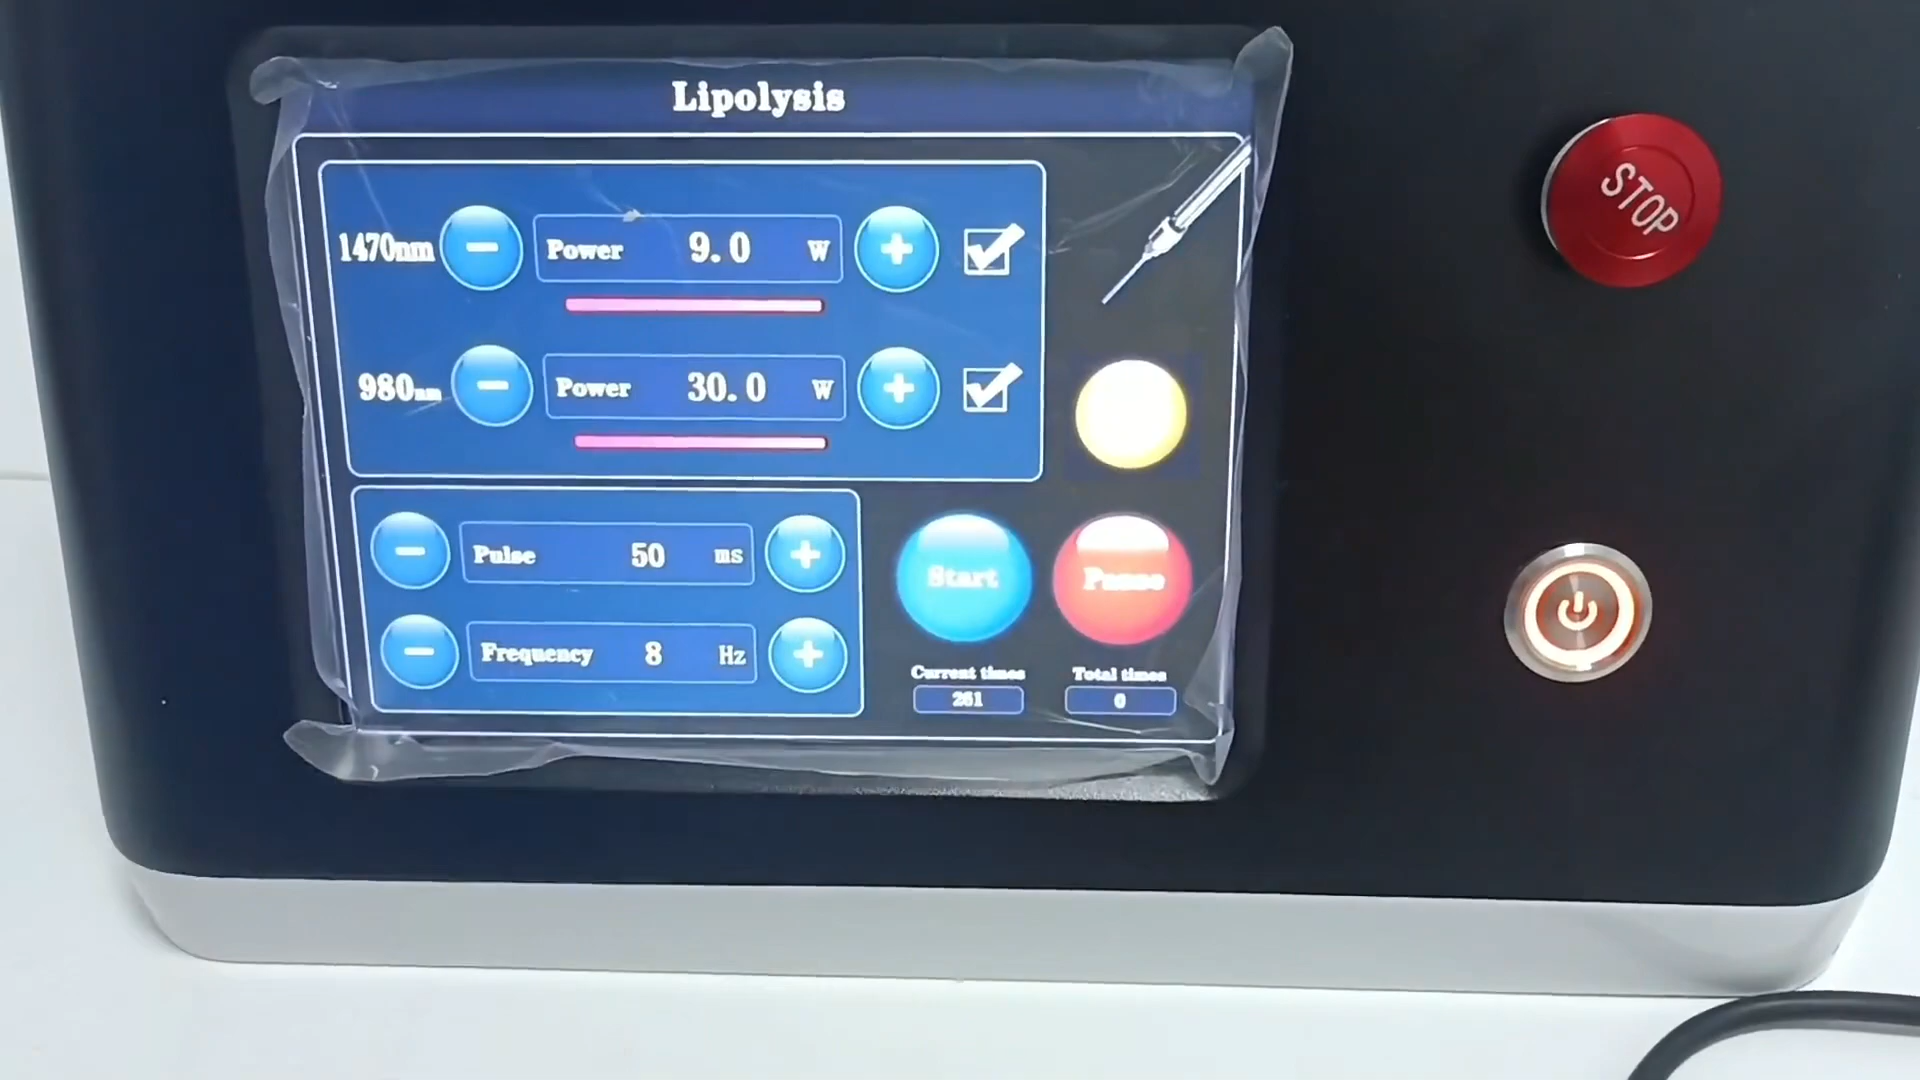 Lipolysis
1470nm Power 9.0 W
980nm Power 30.0 W
Pulse 50 ms
Frequency 8 Hz
Start Pause
Current times Total times
261 0
STOP